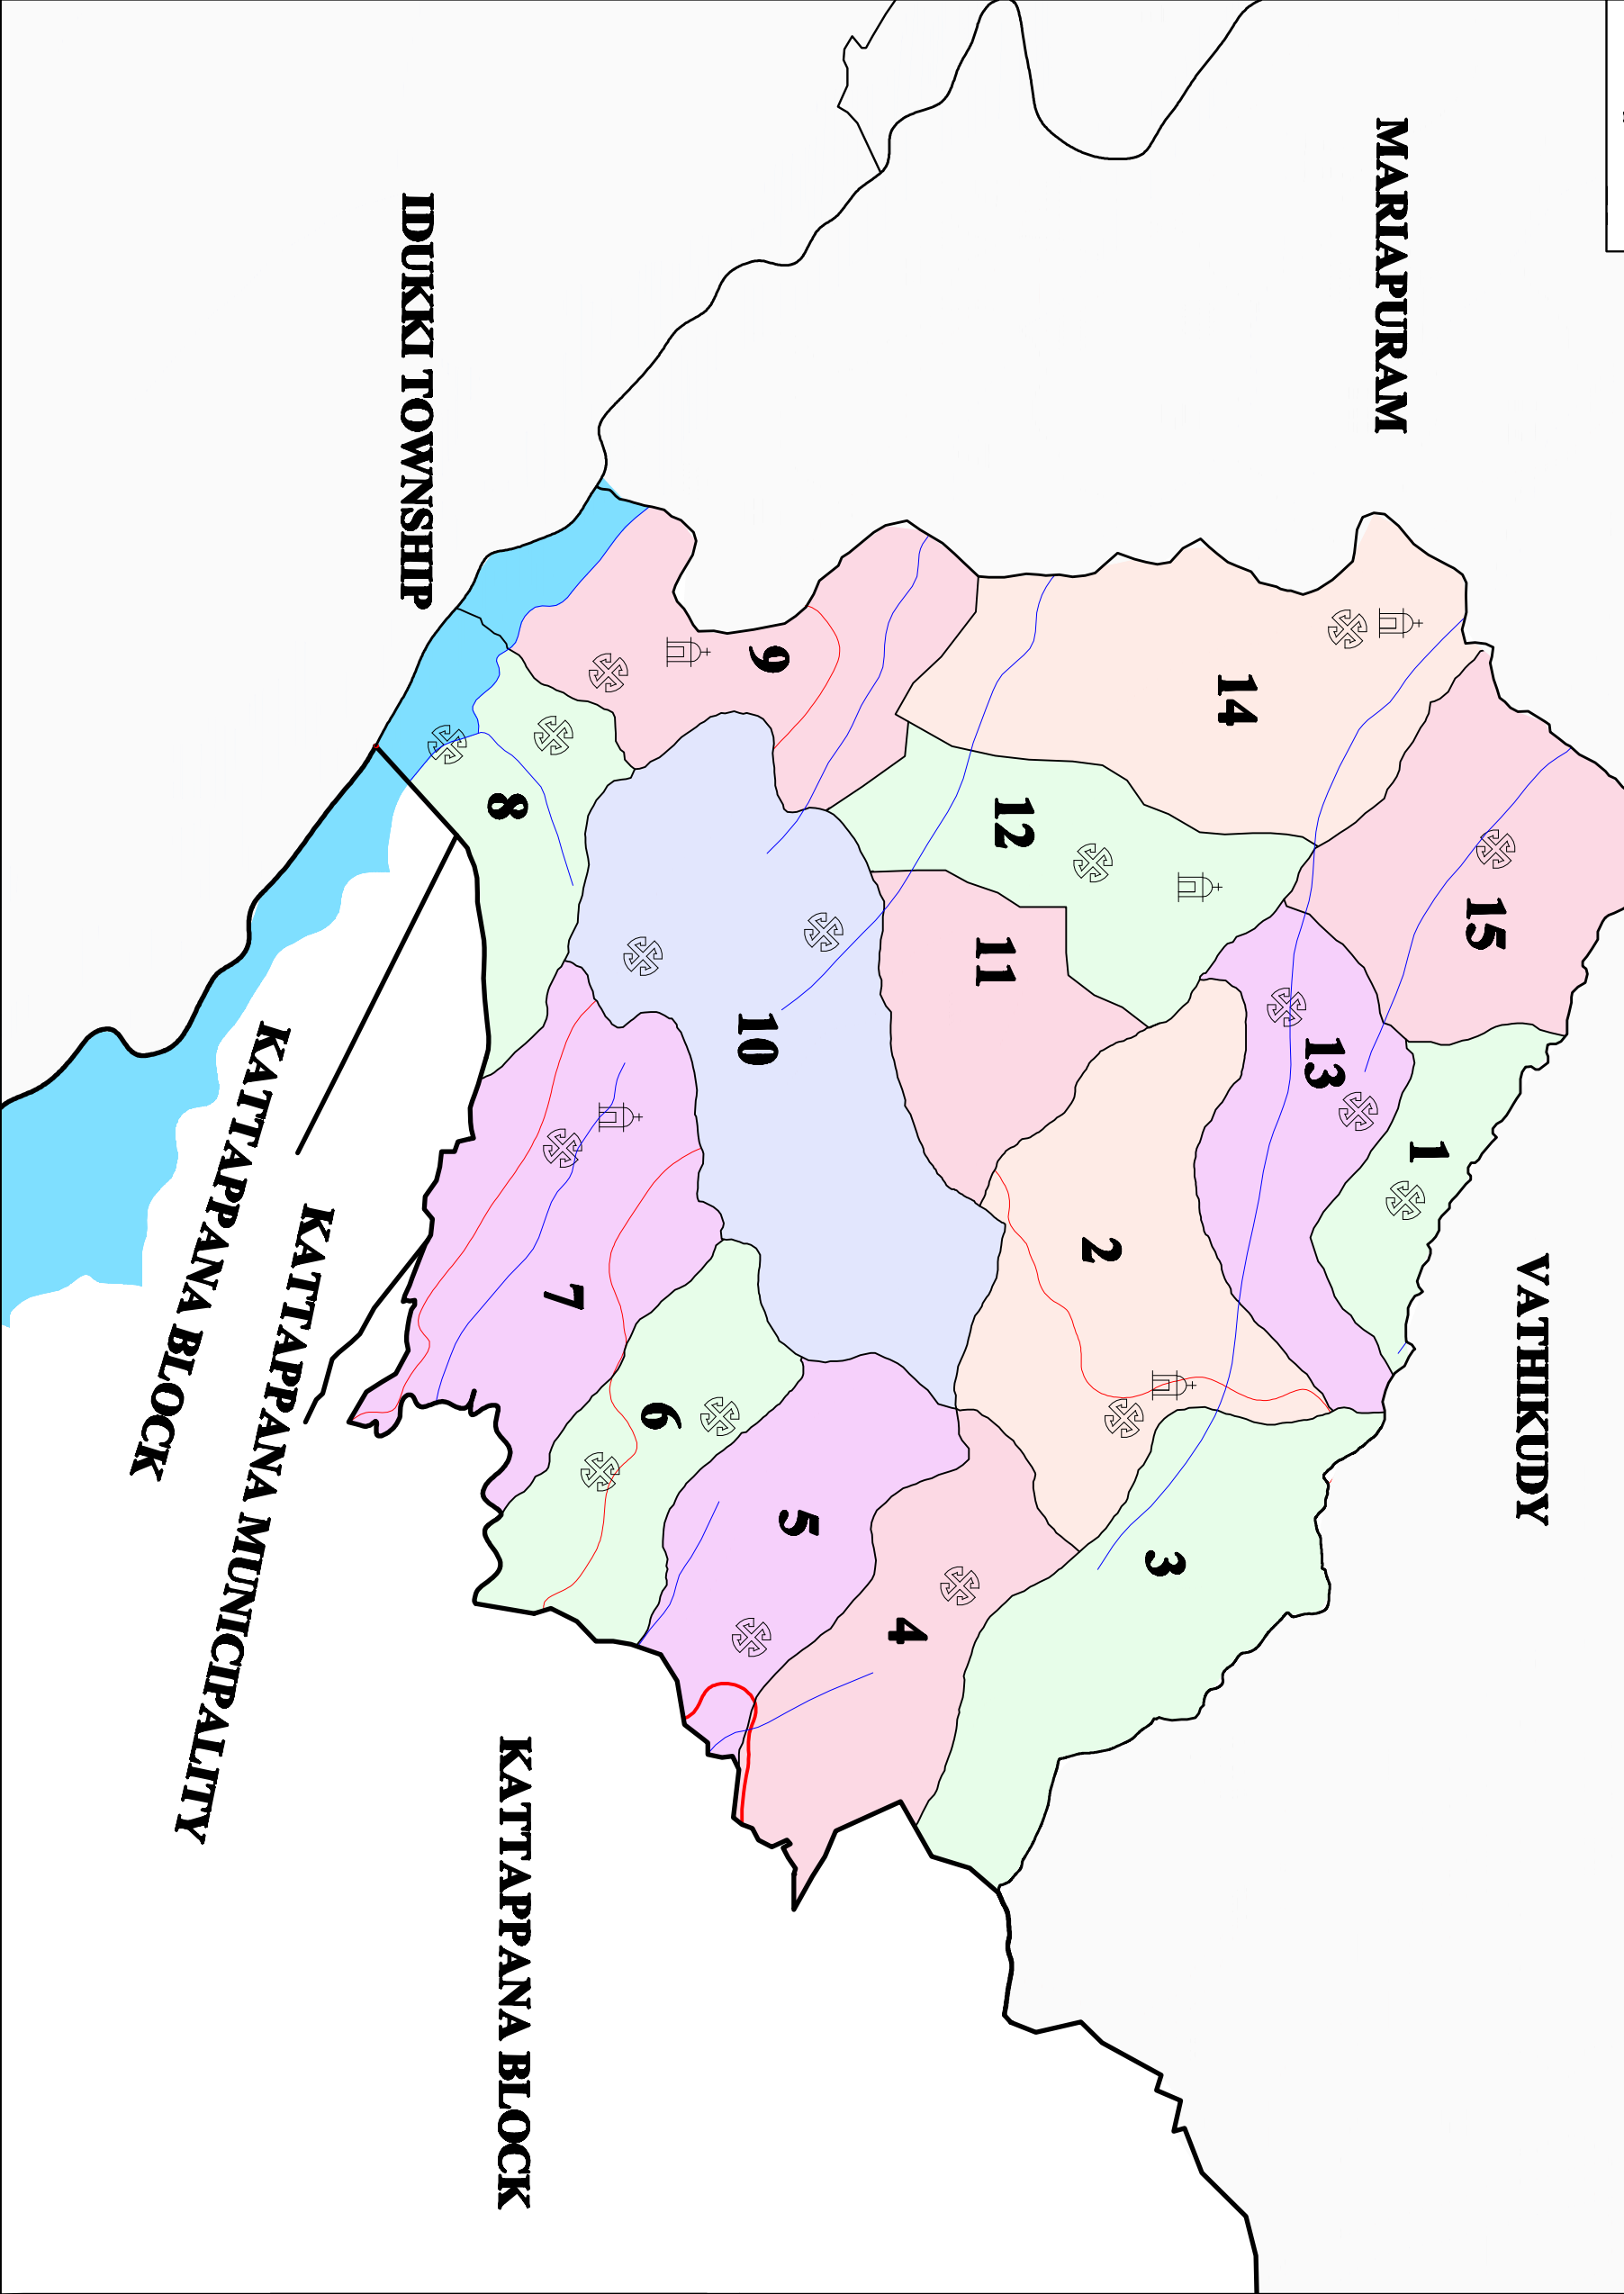 MARIAPURAM
IDUKKI TOWNSHIP
14
15
9
12
8
11
13
10
1
VATHIKUDY
2
7
6
5
3
4
KATTAPPANA BLOCK
KATTAPPANA MUNICIPALITY
KATTAPPANA BLOCK